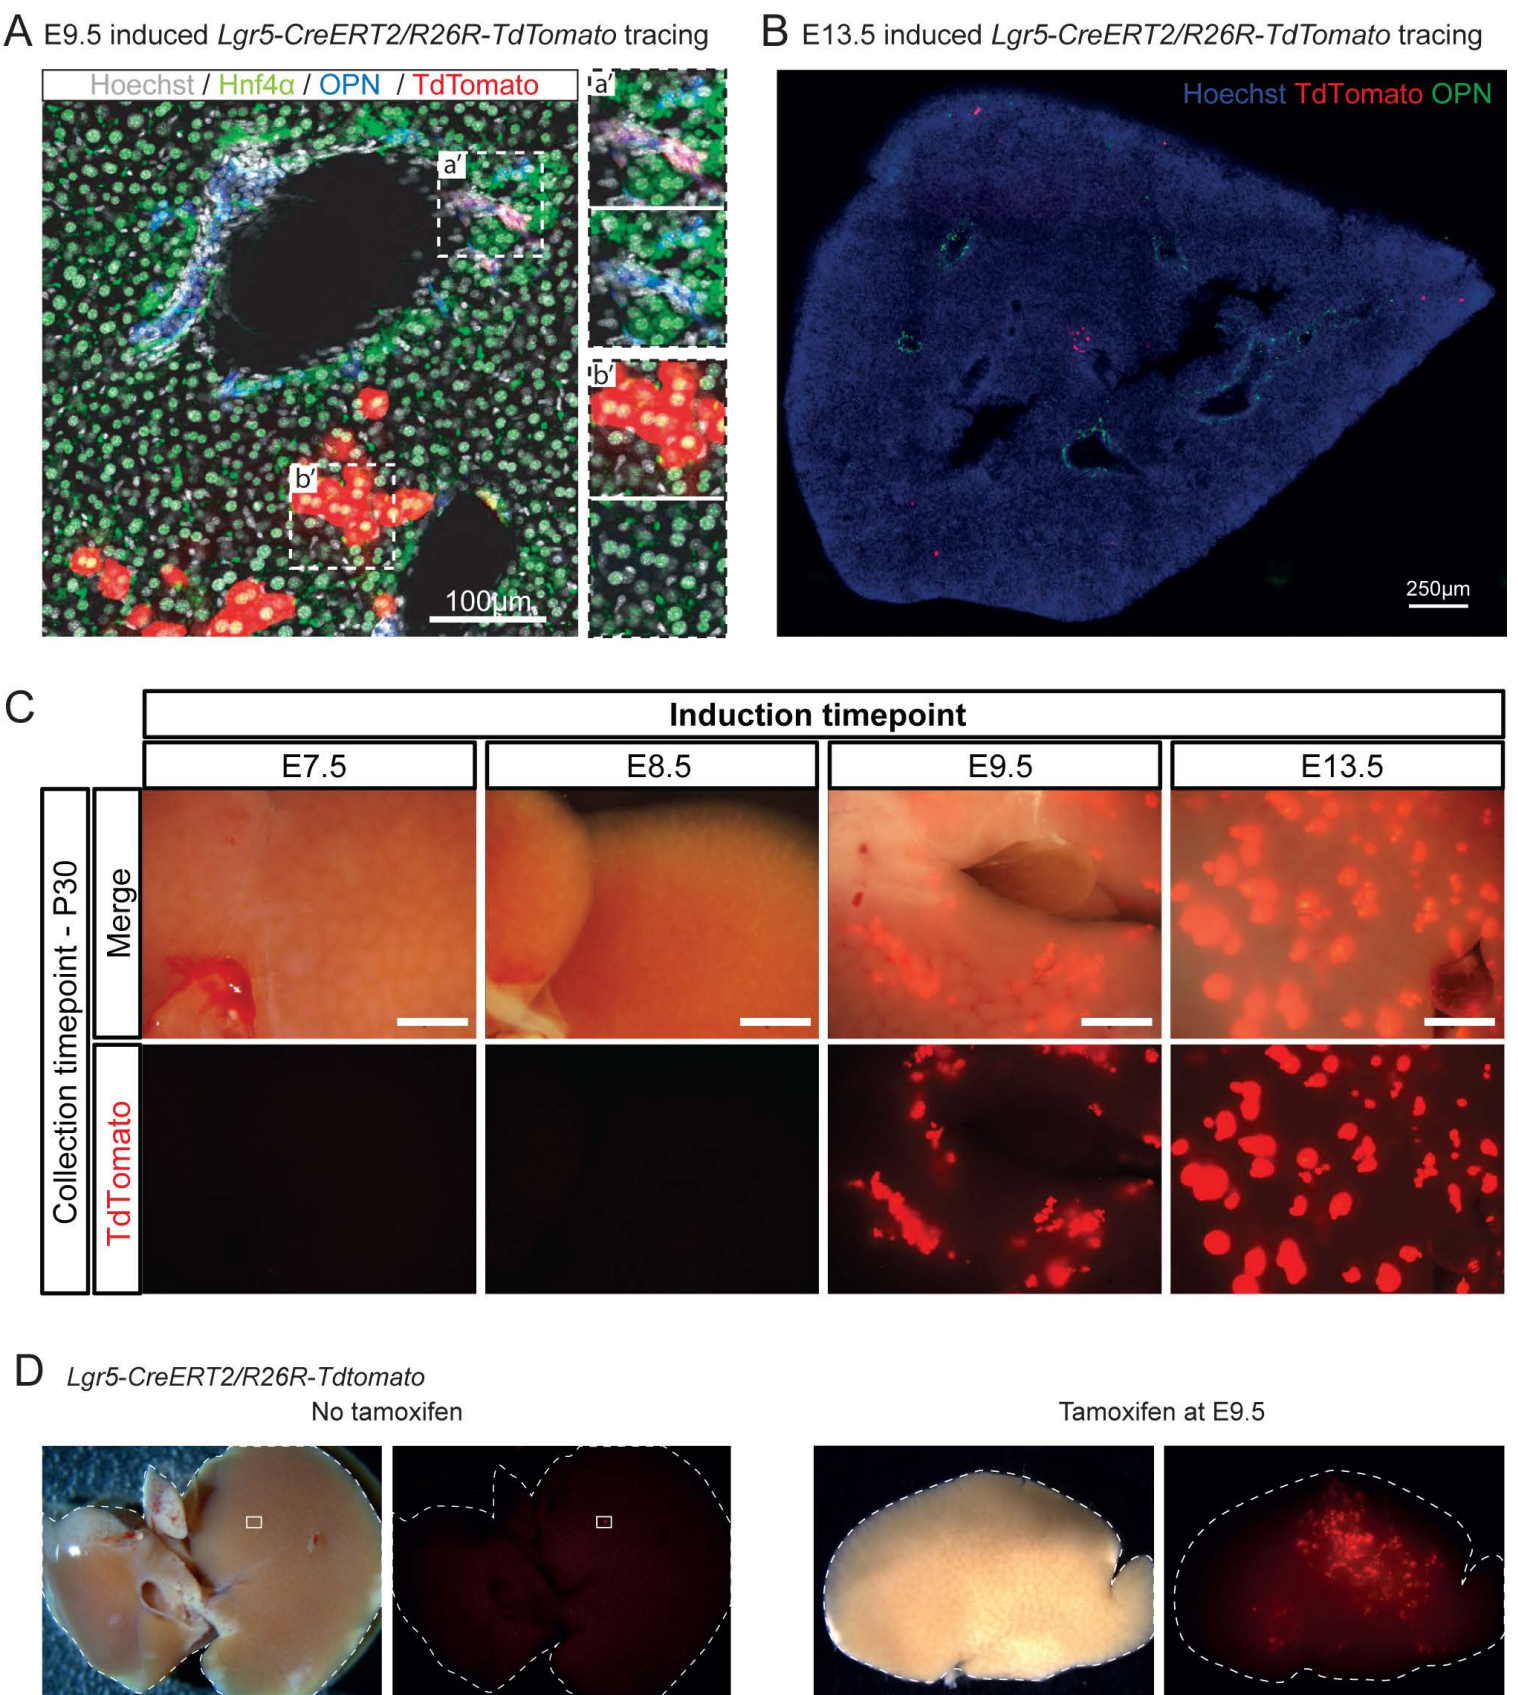 A E9.5 induced Lgr5-CreERT2/R26R-TdTomato tracing
Hoechst / Hnf4α / OPN / TdTomato
a′
b′
100µm
a′
b′
B E13.5 induced Lgr5-CreERT2/R26R-TdTomato tracing
Hoechst TdTomato OPN
250µm
C
Induction timepoint
E7.5 E8.5 E9.5 E13.5
Collection timepoint - P30
Merge
TdTomato
D Lgr5-CreERT2/R26R-Tdtomato
No tamoxifen
Tamoxifen at E9.5